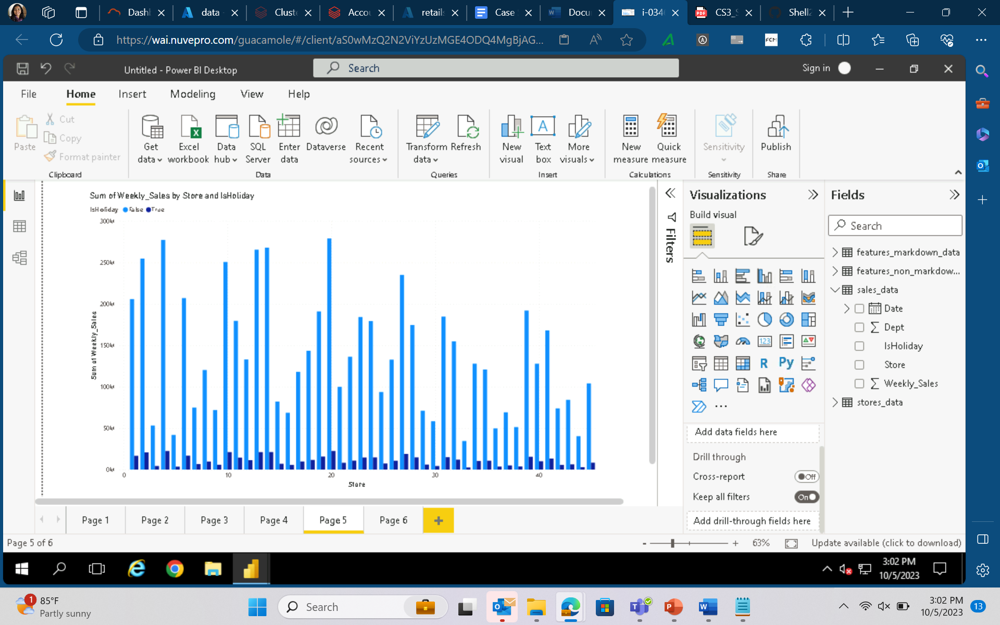 Dashl
data
Cluste
Accou
retails
Case
Docu
i-034
CS3_S
Shell
https://wai.nuvepro.com/guacamole/#/client/aS0wMzQ2N2ViYzUzMGE4ODQ4MgBjAG...
Untitled - Power BI Desktop
Search
Sign in
File
Home
Insert
Modeling
View
Help
Paste
Cut
Copy
Format painter
Clipboard
Get data
Excel workbook
Data hub
SQL Server
Enter data
Dataverse
Recent sources
Data
Transform data
Refresh
Queries
New visual
Text box
More visuals
Insert
New measure
Quick measure
Calculations
Sensitivity
Sensitivity
Publish
Share
Sum of Weekly_Sales by Store and IsHoliday
IsHoliday False True
300M
250M
200M
150M
100M
50M
0M
Sum of Weekly_Sales
0 10 20 30 40
Store
Filters
Visualizations
Build visual
123
R
Py
Add data fields here
Drill through
Cross-report
Off
Keep all filters
On
Add drill-through fields here
Fields
Search
features_markdown_data
features_non_markdow...
sales_data
Date
Dept
IsHoliday
Store
Weekly_Sales
stores_data
Page 1
Page 2
Page 3
Page 4
Page 5
Page 6
Page 5 of 6
63%
Update available (click to download)
3:02 PM
10/5/2023
1
85°F
Partly sunny
Search
3:02 PM
10/5/2023
13